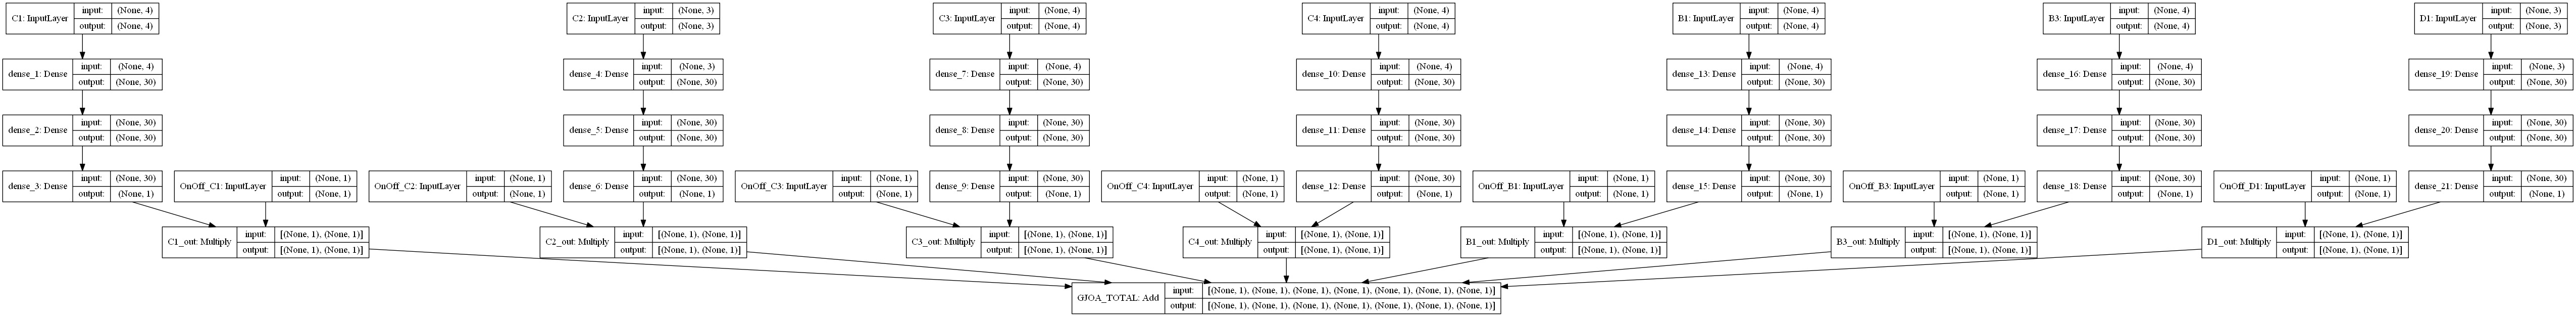 C1: InputLayer input: (None, 4)
output: (None, 4)
C2: InputLayer input: (None, 3)
output: (None, 3)
C3: InputLayer input: (None, 4)
output: (None, 4)
C4: InputLayer input: (None, 4)
output: (None, 4)
B1: InputLayer input: (None, 4)
output: (None, 4)
B3: InputLayer input: (None, 4)
output: (None, 4)
D1: InputLayer input: (None, 3)
output: (None, 3)
dense_1: Dense input: (None, 4)
output: (None, 30)
dense_4: Dense input: (None, 3)
output: (None, 30)
dense_7: Dense input: (None, 4)
output: (None, 30)
dense_10: Dense input: (None, 4)
output: (None, 30)
dense_13: Dense input: (None, 4)
output: (None, 30)
dense_16: Dense input: (None, 4)
output: (None, 30)
dense_19: Dense input: (None, 3)
output: (None, 30)
dense_2: Dense input: (None, 30)
output: (None, 30)
dense_5: Dense input: (None, 30)
output: (None, 30)
dense_8: Dense input: (None, 30)
output: (None, 30)
dense_11: Dense input: (None, 30)
output: (None, 30)
dense_14: Dense input: (None, 30)
output: (None, 30)
dense_17: Dense input: (None, 30)
output: (None, 30)
dense_20: Dense input: (None, 30)
output: (None, 30)
dense_3: Dense input: (None, 30)
output: (None, 1)
OnOff_C1: InputLayer input: (None, 1)
output: (None, 1)
OnOff_C2: InputLayer input: (None, 1)
output: (None, 1)
dense_6: Dense input: (None, 30)
output: (None, 1)
OnOff_C3: InputLayer input: (None, 1)
output: (None, 1)
dense_9: Dense input: (None, 30)
output: (None, 1)
OnOff_C4: InputLayer input: (None, 1)
output: (None, 1)
dense_12: Dense input: (None, 30)
output: (None, 1)
OnOff_B1: InputLayer input: (None, 1)
output: (None, 1)
dense_15: Dense input: (None, 30)
output: (None, 1)
OnOff_B3: InputLayer input: (None, 1)
output: (None, 1)
dense_18: Dense input: (None, 30)
output: (None, 1)
OnOff_D1: InputLayer input: (None, 1)
output: (None, 1)
dense_21: Dense input: (None, 30)
output: (None, 1)
C1_out: Multiply input: [(None, 1), (None, 1)]
output: [(None, 1), (None, 1)]
C2_out: Multiply input: [(None, 1), (None, 1)]
output: [(None, 1), (None, 1)]
C3_out: Multiply input: [(None, 1), (None, 1)]
output: [(None, 1), (None, 1)]
C4_out: Multiply input: [(None, 1), (None, 1)]
output: [(None, 1), (None, 1)]
B1_out: Multiply input: [(None, 1), (None, 1)]
output: [(None, 1), (None, 1)]
B3_out: Multiply input: [(None, 1), (None, 1)]
output: [(None, 1), (None, 1)]
D1_out: Multiply input: [(None, 1), (None, 1)]
output: [(None, 1), (None, 1)]
GJOA_TOTAL: Add input: [(None, 1), (None, 1), (None, 1), (None, 1), (None, 1), (None, 1), (None, 1)]
output: [(None, 1), (None, 1), (None, 1), (None, 1), (None, 1), (None, 1), (None, 1)]